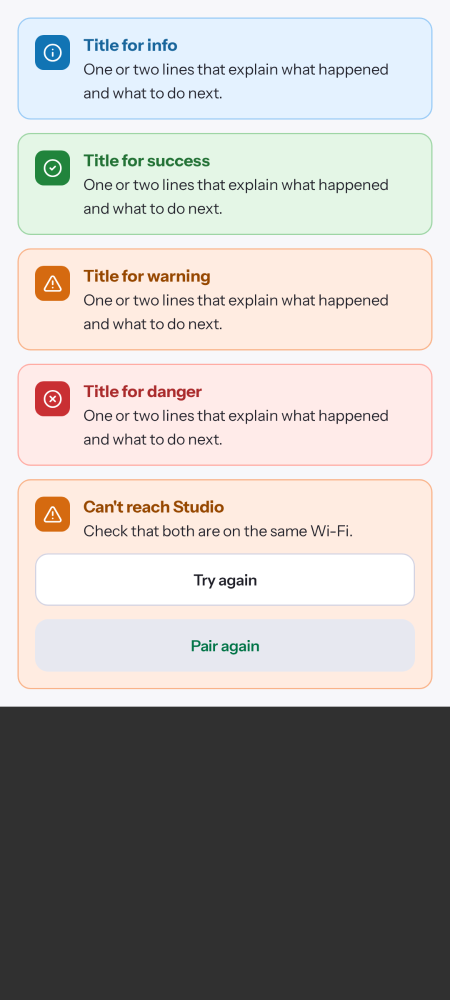 Title for info
One or two lines that explain what happened
and what to do next.
Title for success
One or two lines that explain what happened
and what to do next.
Title for warning
One or two lines that explain what happened
and what to do next.
Title for danger
One or two lines that explain what happened
and what to do next.
Can't reach Studio
Check that both are on the same Wi-Fi.
Try again
Pair again